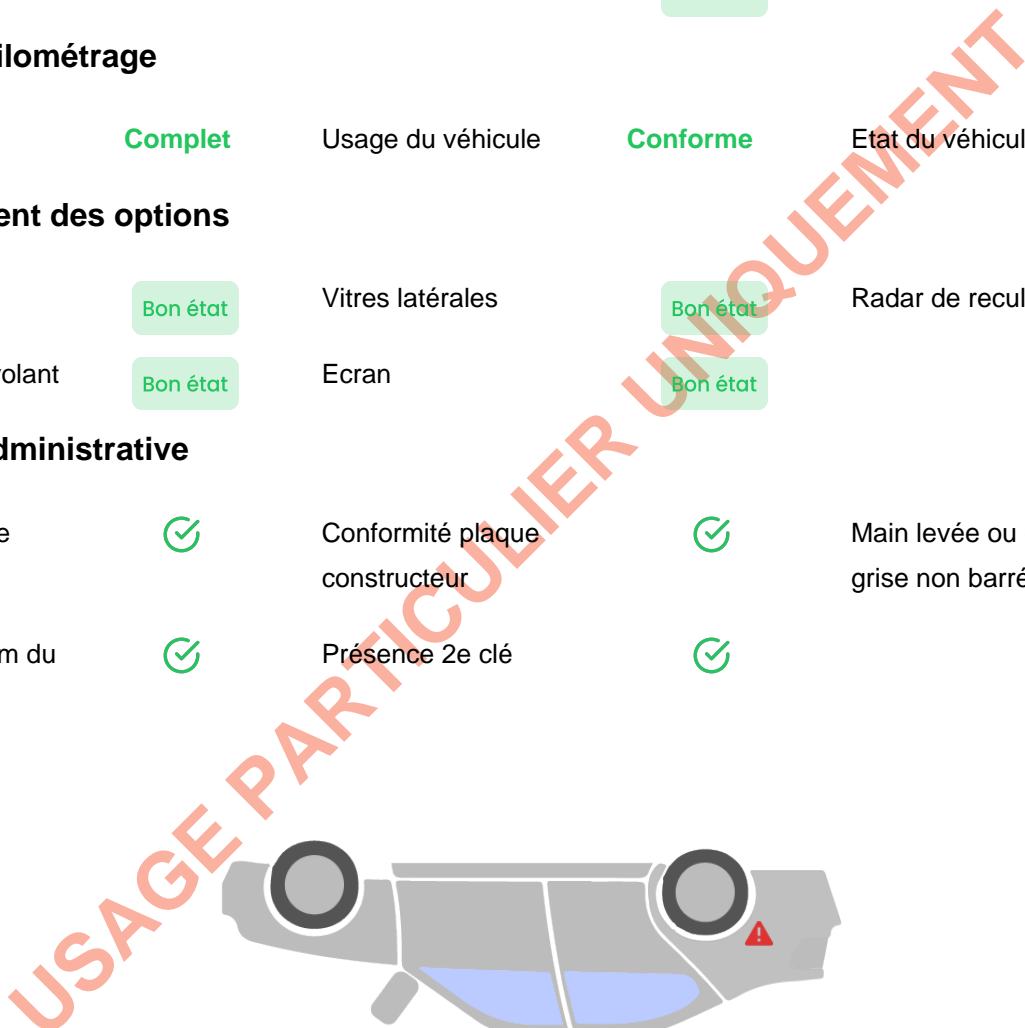 ilométrage
Complet Usage du véhicule Conforme Etat du véhicul
ent des options
Bon état Vitres latérales Bon état Radar de recul
olant Bon état Ecran Bon état
dministrative
e Conformité plaque Main levée ou
constructeur grise non barré
m du Présence 2e clé
USAGE PARTICULIER UNIQUEMENT